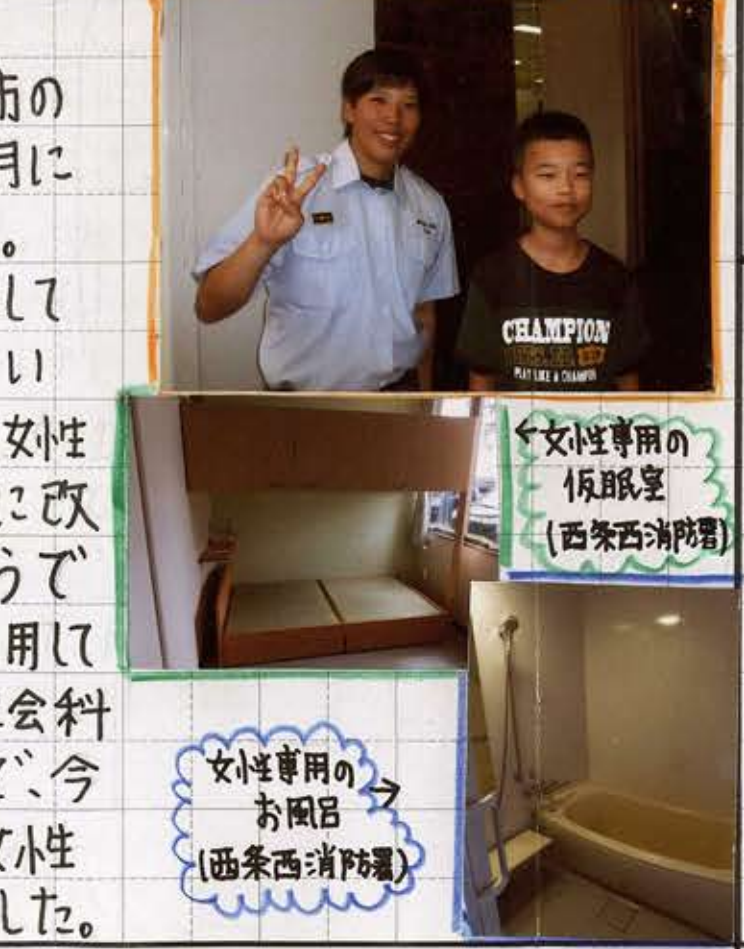 市の
月に
。
して
い
女性
に改
うで
用して
会科
ど、今
女性
した。
CHAMPION
PLAY LIKE A CHAMPION
←女性専用の
仮眠室
(西条西消防署)
女性専用の→
お風呂
(西条西消防署)